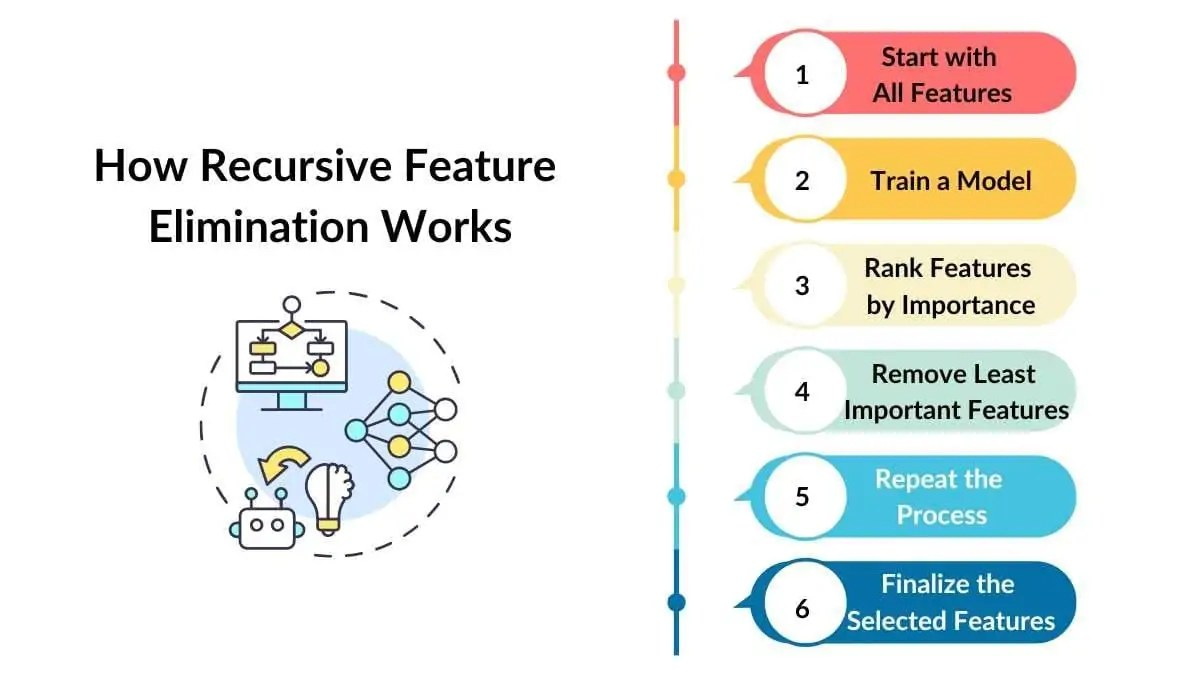 How Recursive Feature
Elimination Works
1
Start with
All Features
2
Train a Model
3
Rank Features
by Importance
4
Remove Least
Important Features
5
Repeat the
Process
6
Finalize the
Selected Features